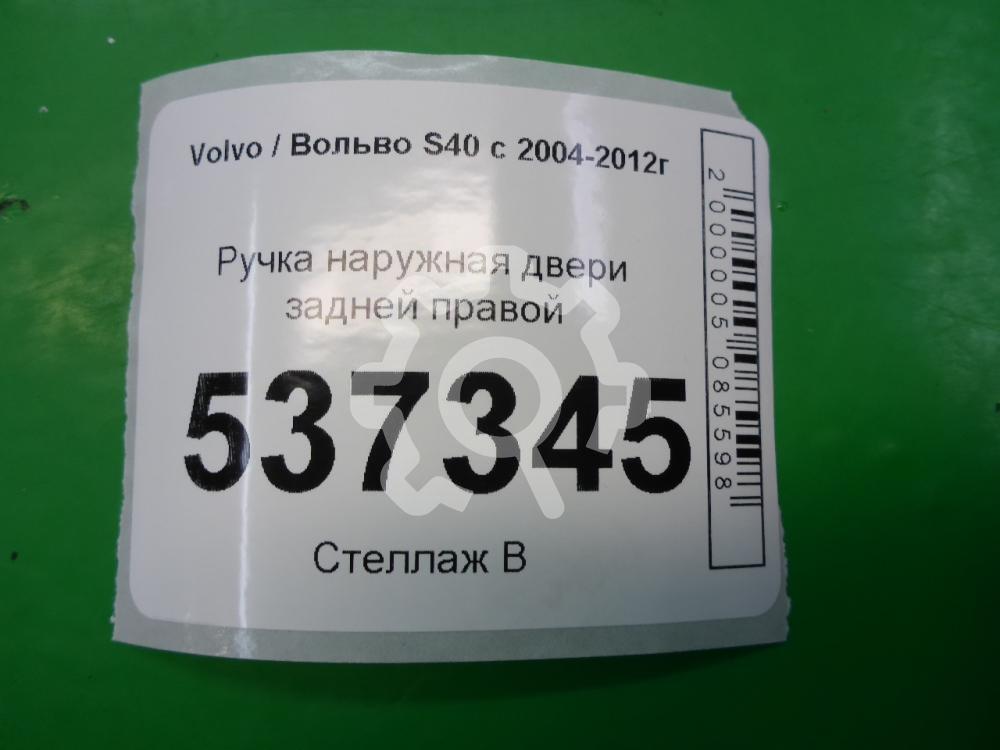 Volvo / Вольво S40 с 2004-2012г
Ручка наружная двери
задней правой
537345
Стеллаж В
2000005085598